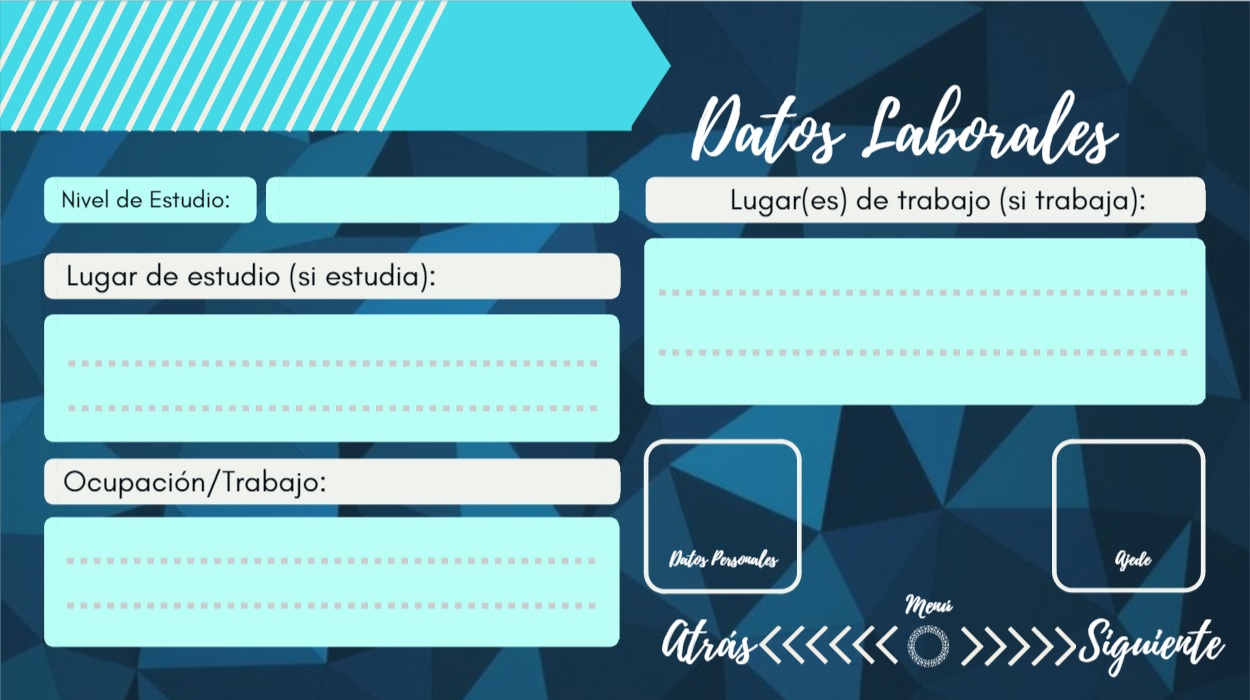 Datos Laborales
Nivel de Estudio:
Lugar de estudio (si estudia):
Ocupación/Trabajo:
Lugar(es) de trabajo (si trabaja):
Datos Personales
Ajede
Menú
Atrás
Siguiente